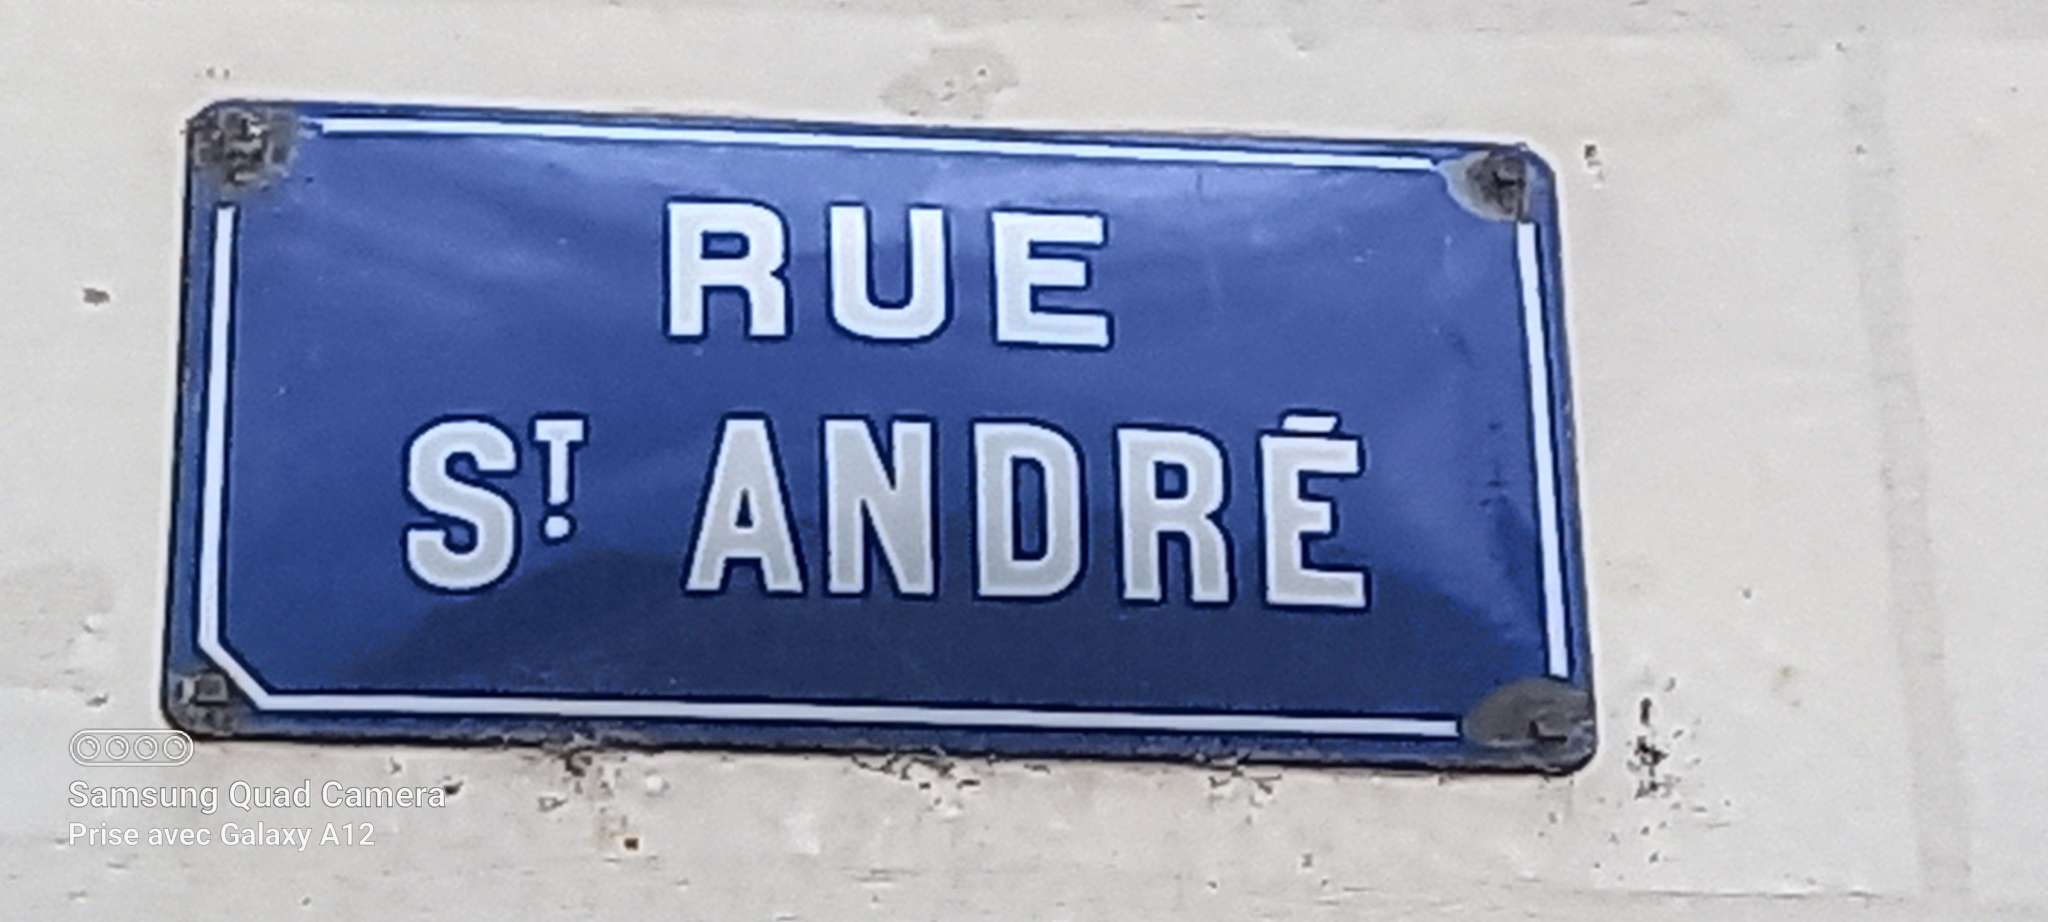 RUE
ST. ANDRÉ
Samsung Quad Camera
Prise avec Galaxy A12